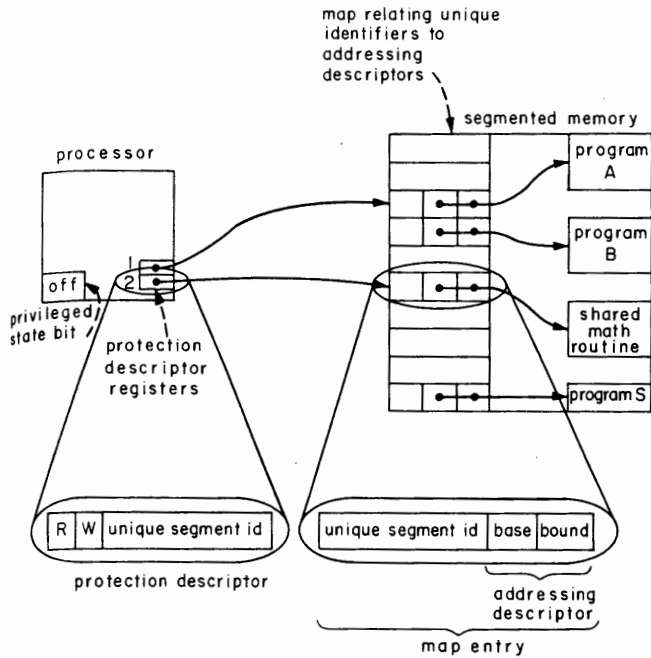 map relating unique
identifiers to
addressing
descriptors
segmented memory
processor
program
A
program
B
shared
math
routine
program S
1
2
off
privileged
state bit
protection
descriptor
registers
R W unique segment id
protection descriptor
unique segment id base bound
addressing
descriptor
map entry